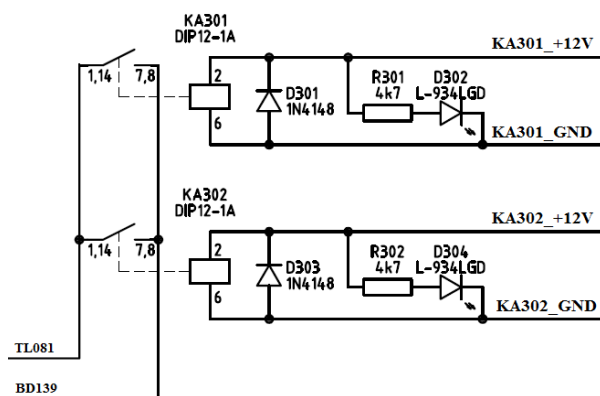 KA301
DIP12-1A
KA301_+12V
1,14
7,8
2
6
D301
1N4148
R301
4k7
D302
L-934LGD
KA301_GND
KA302
DIP12-1A
KA302_+12V
1,14
7,8
2
6
D303
1N4148
R302
4k7
D304
L-934LGD
KA302_GND
TL081
BD139